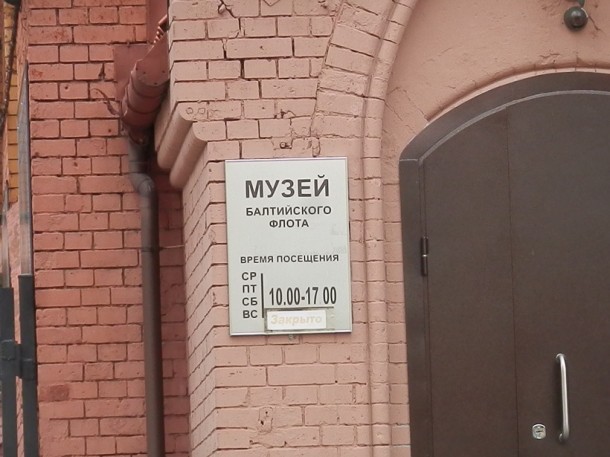 МУЗЕЙ
БАЛТИЙСКОГО
ФЛОТА
ВРЕМЯ ПОСЕЩЕНИЯ
СР
ПТ
СБ
ВС
10.00-17 00
Закрыто